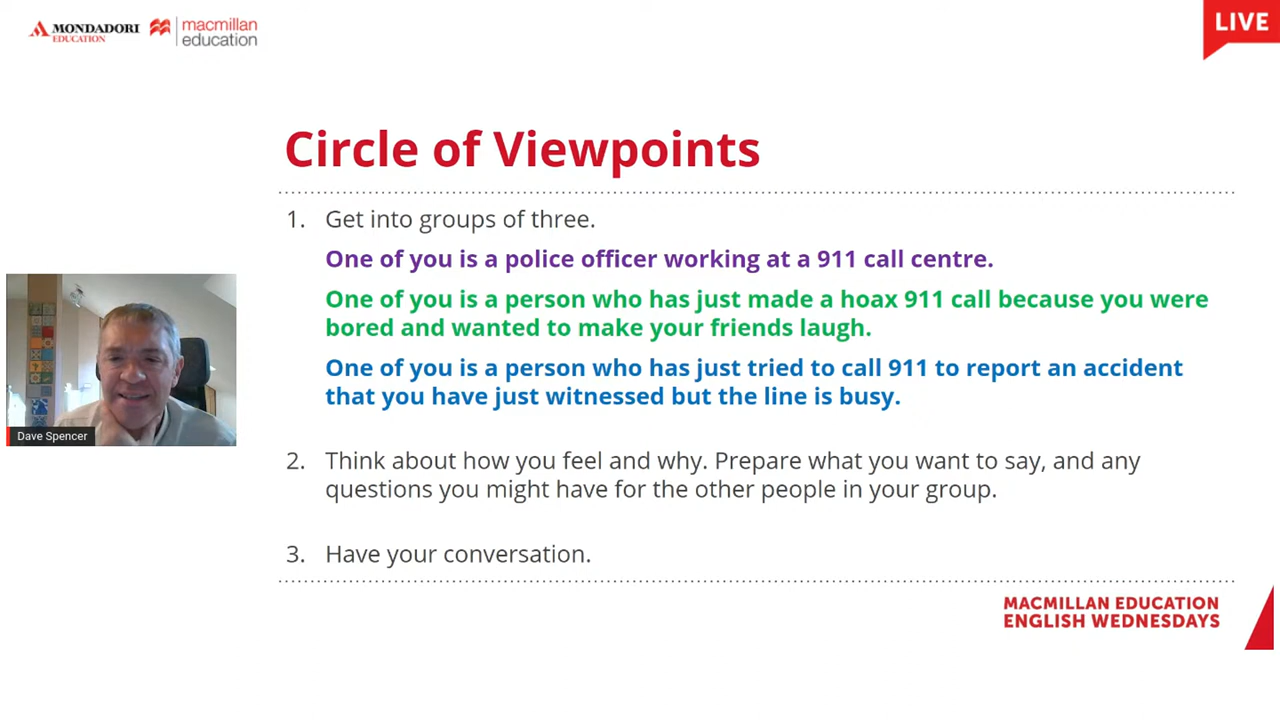 MONDADORI
EDUCATION
macmillan
education
LIVE
Circle of Viewpoints
1. Get into groups of three.
One of you is a police officer working at a 911 call centre.
One of you is a person who has just made a hoax 911 call because you were
bored and wanted to make your friends laugh.
One of you is a person who has just tried to call 911 to report an accident
that you have just witnessed but the line is busy.
Dave Spencer
2. Think about how you feel and why. Prepare what you want to say, and any
questions you might have for the other people in your group.
3. Have your conversation.
MACMILLAN EDUCATION
ENGLISH WEDNESDAYS